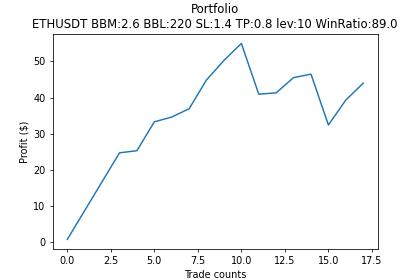 Portfolio
ETHUSDT BBM:2.6 BBL:220 SL:1.4 TP:0.8 lev:10 WinRatio:89.0
50
40
30
20
10
0
Profit ($)
0.0 2.5 5.0 7.5 10.0 12.5 15.0 17.5
Trade counts